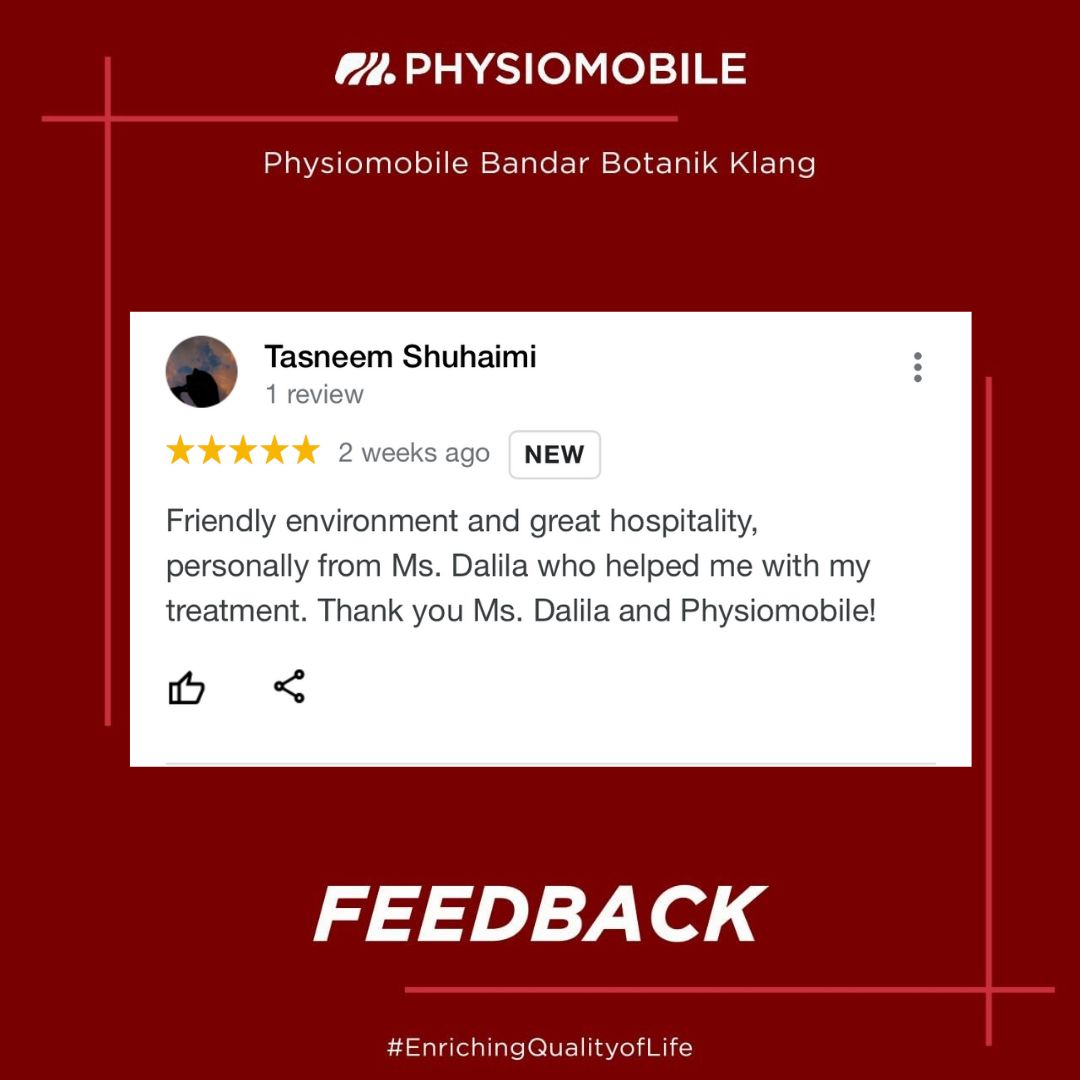 PHYSIOMOBILE
Physiomobile Bandar Botanik Klang
Tasneem Shuhaimi
1 review
2 weeks ago NEW
Friendly environment and great hospitality,
personally from Ms. Dalila who helped me with my
treatment. Thank you Ms. Dalila and Physiomobile!
FEEDBACK
#EnrichingQualityofLife